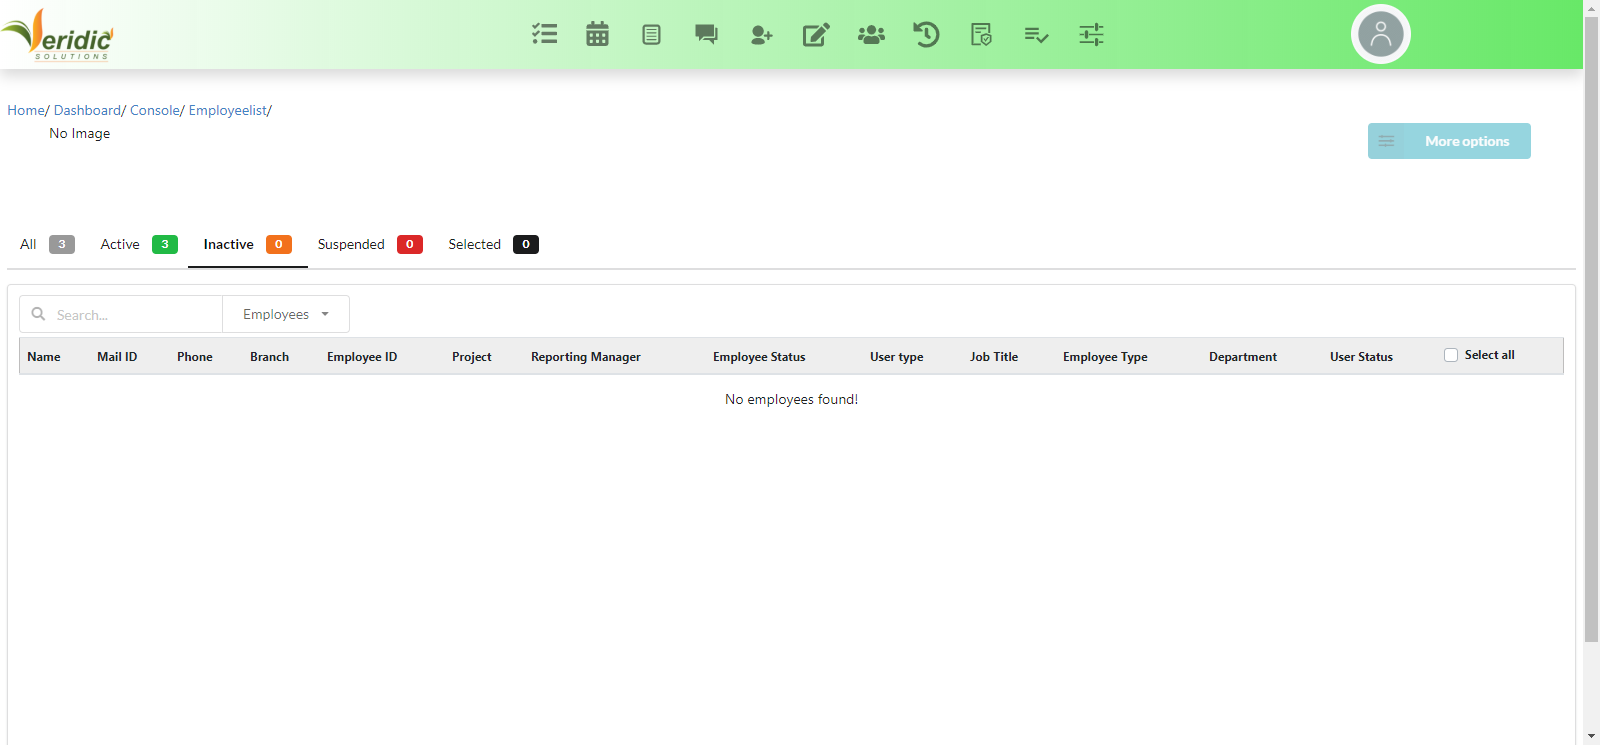 Veridic
SOLUTIONS
Home/ Dashboard/ Console/ Employeelist/
No Image
More options
All 3 Active 3 Inactive 0 Suspended 0 Selected 0
Search... Employees
Name Mail ID Phone Branch Employee ID Project Reporting Manager Employee Status User type Job Title Employee Type Department User Status Select all
No employees found!